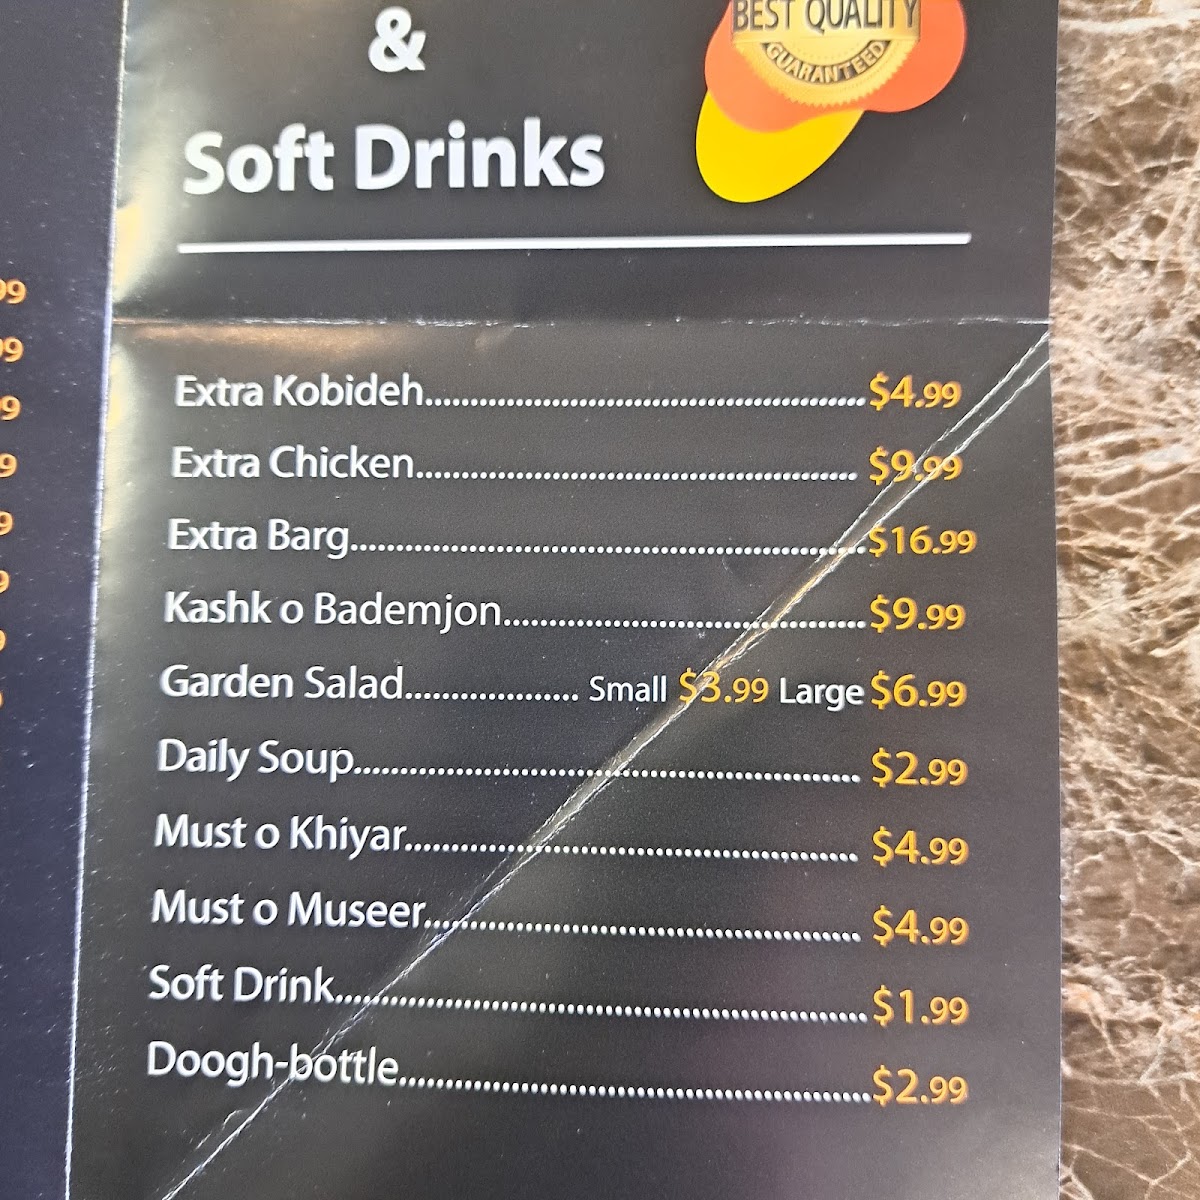 &
BEST QUALITY
GUARANTEED
Soft Drinks
Extra Kobideh $4.99
Extra Chicken $9.99
Extra Barg $16.99
Kashk o Bademjon $9.99
Garden Salad Small $3.99 Large $6.99
Daily Soup $2.99
Must o Khiyar $4.99
Must o Museer $4.99
Soft Drink $1.99
Doogh-bottle $2.99